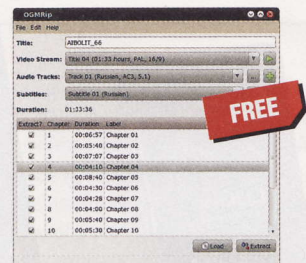 OGMRip
File Edit Help
Title: AIBOLIT_66
Video Stream: Title 04 (01:33 hours, PAL, 16/9)
Audio Tracks: Track 01 (Russian, AC3, 5.1)
Subtitles: Subtitle 01 (Russian)
Duration: 01:33:36
FREE
Extract? Chapter Duration Label
1 00:06:57 Chapter 01
2 00:05:40 Chapter 02
3 00:07:07 Chapter 03
4 00:04:10 Chapter 04
5 00:08:40 Chapter 05
6 00:04:30 Chapter 06
7 00:04:28 Chapter 07
8 00:04:00 Chapter 08
9 00:05:40 Chapter 09
10 00:05:38 Chapter 10
Load Extract